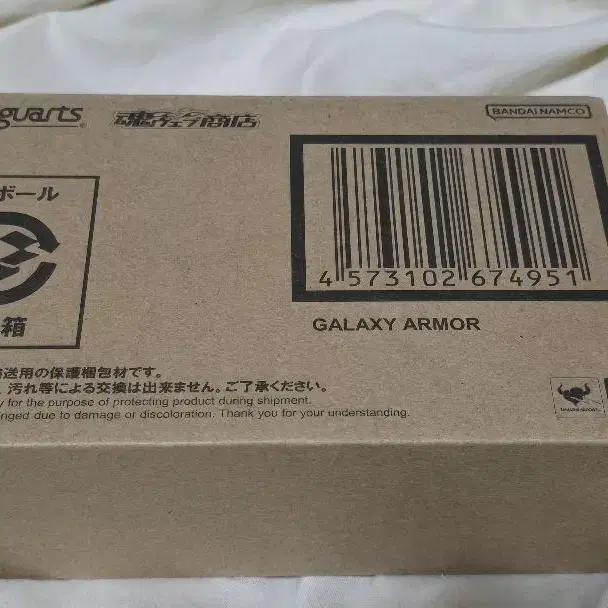 guarts®
魂ウェブ商店
BANDAI NAMCO
ボール
箱
4 573102 674951
GALAXY ARMOR
送用の保護梱包材です。
、汚れ等による交換は出来ません。ご了承ください。
y for the purpose of protecting product during shipment.
nged due to damage or discoloration. Thank you for your understanding.